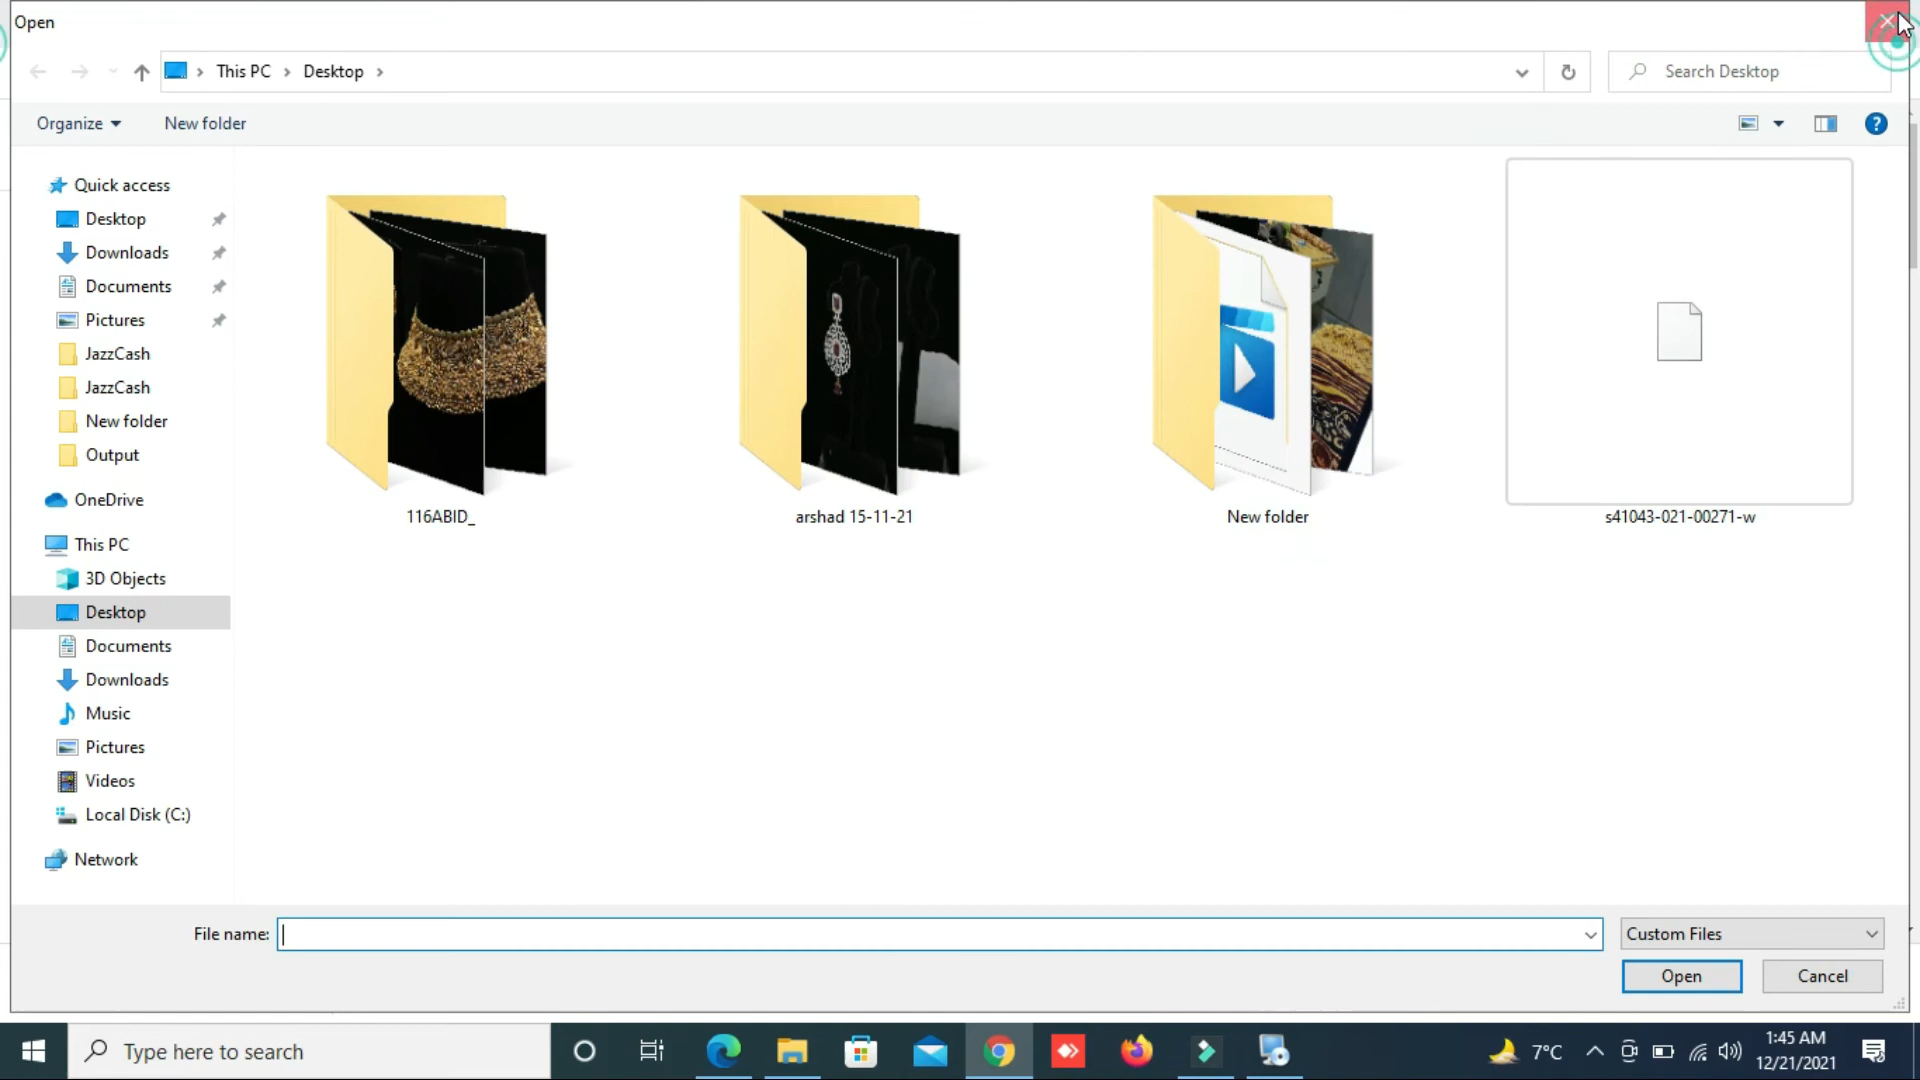 Open
This PC
Desktop
Search Desktop
Organize
New folder
?
Quick access
Desktop
Downloads
Documents
Pictures
JazzCash
JazzCash
New folder
Output
OneDrive
This PC
3D Objects
Desktop
Documents
Downloads
Music
Pictures
Videos
Local Disk (C:)
Network
116ABID_
arshad 15-11-21
New folder
s41043-021-00271-w
File name:
Custom Files
Open
Cancel
Type here to search
7°C
1:45 AM
12/21/2021